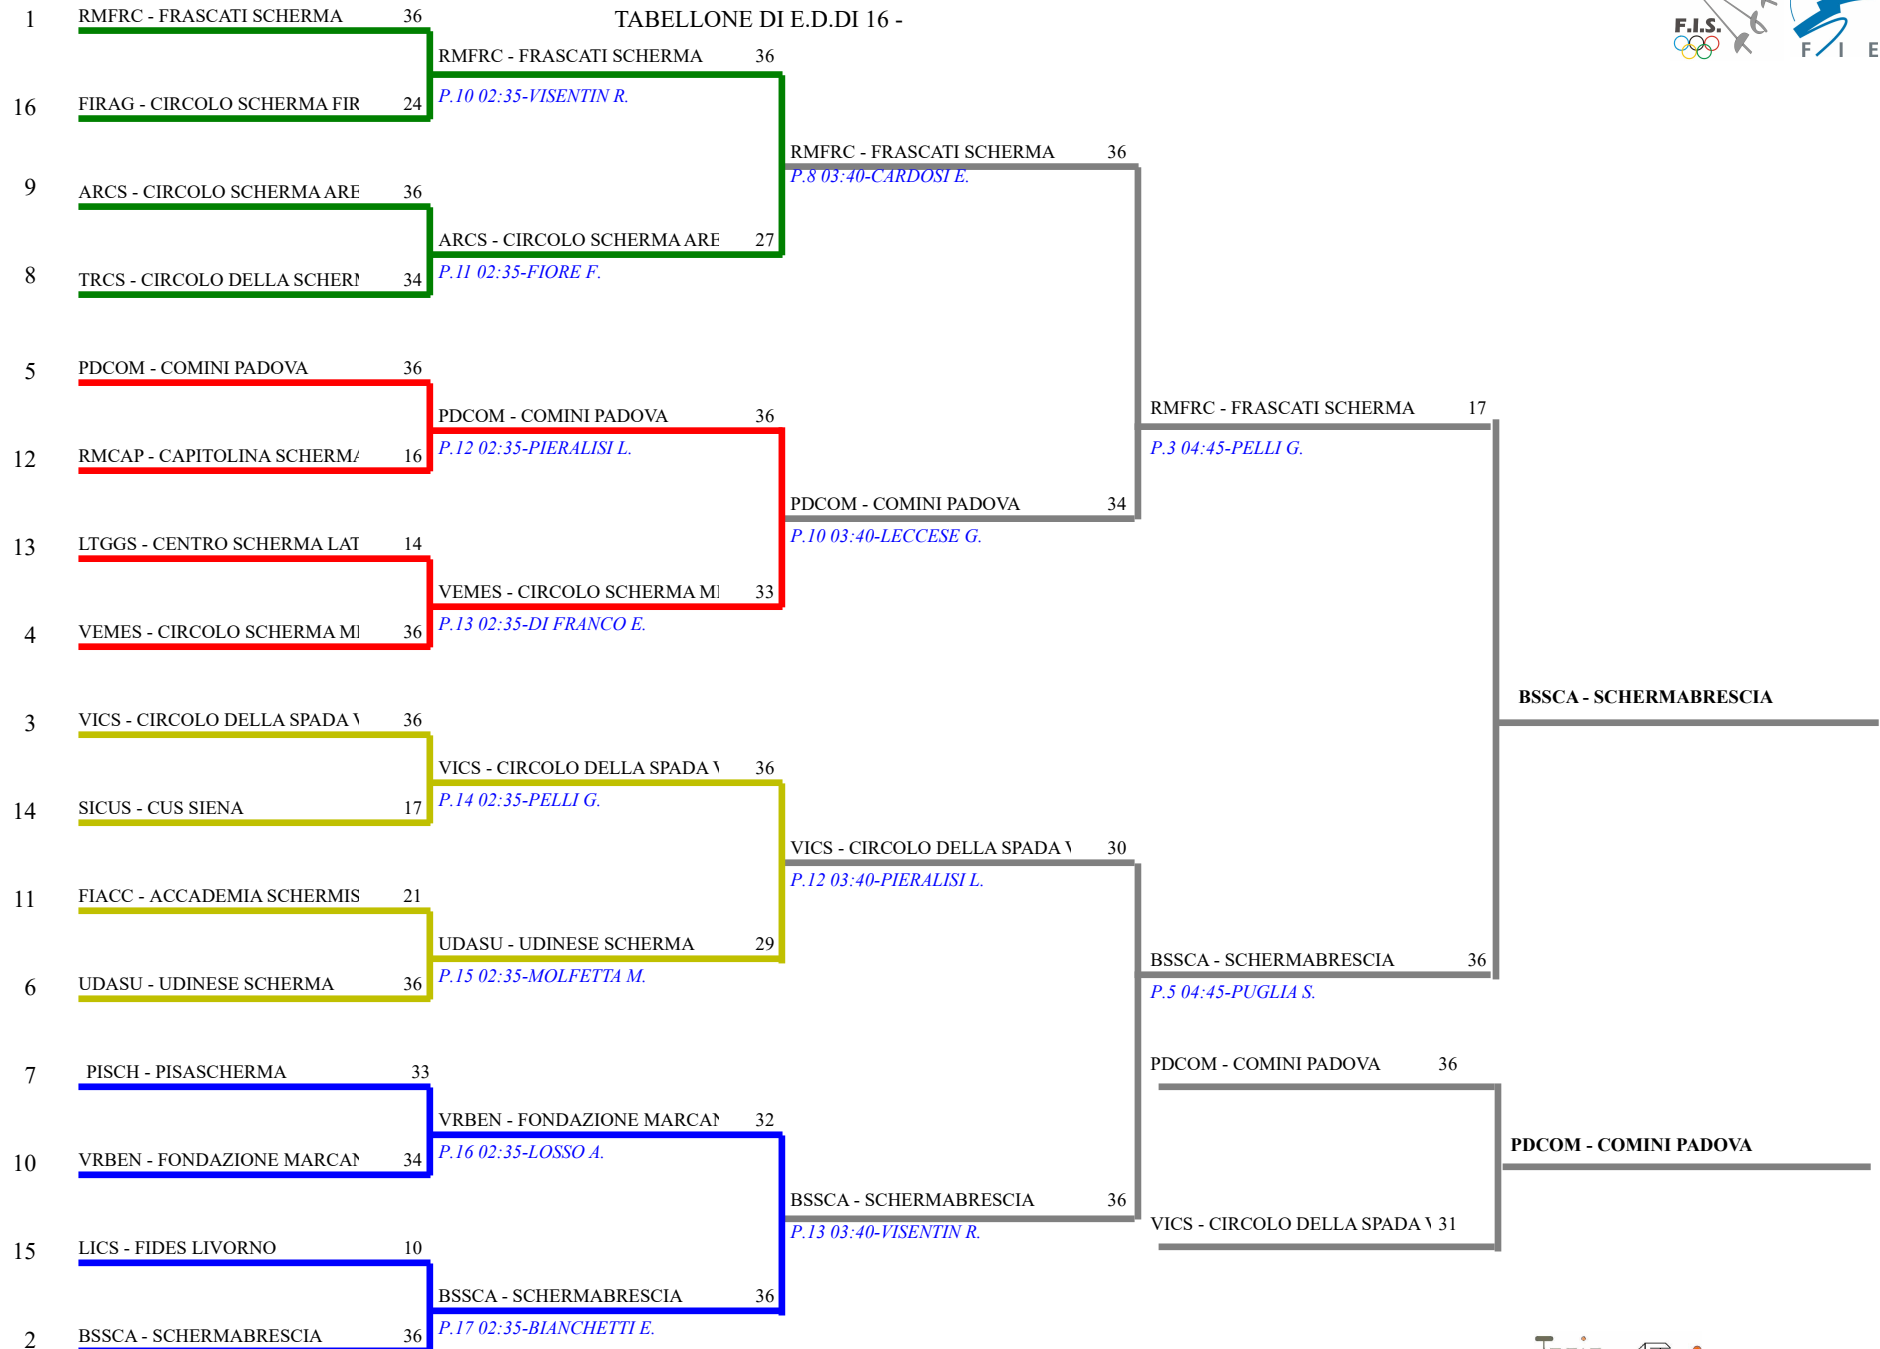 TABELLONE DI E.D.DI 16 -
F.I.S.
F I E
1 RMFRC - FRASCATI SCHERMA 36
RMFRC - FRASCATI SCHERMA 36
P.10 02:35-VISENTIN R.
16 FIRAG - CIRCOLO SCHERMA FIR 24
RMFRC - FRASCATI SCHERMA 36
P.8 03:40-CARDOSI E.
9 ARCS - CIRCOLO SCHERMA ARE 36
ARCS - CIRCOLO SCHERMA ARE 27
P.11 02:35-FIORE F.
8 TRCS - CIRCOLO DELLA SCHERM 34
5 PDCOM - COMINI PADOVA 36
RMFRC - FRASCATI SCHERMA 17
P.3 04:45-PELLI G.
PDCOM - COMINI PADOVA 36
P.12 02:35-PIERALISI L.
12 RMCAP - CAPITOLINA SCHERMA 16
PDCOM - COMINI PADOVA 34
P.10 03:40-LECCESE G.
13 LTGGS - CENTRO SCHERMA LAT 14
VEMES - CIRCOLO SCHERMA ME 33
P.13 02:35-DI FRANCO E.
4 VEMES - CIRCOLO SCHERMA ME 36
BSSCA - SCHERMABRESCIA
3 VICS - CIRCOLO DELLA SPADA V 36
VICS - CIRCOLO DELLA SPADA V 36
P.14 02:35-PELLI G.
14 SICUS - CUS SIENA 17
VICS - CIRCOLO DELLA SPADA V 30
P.12 03:40-PIERALISI L.
11 FIACC - ACCADEMIA SCHERMIS 21
UDASU - UDINESE SCHERMA 29
P.15 02:35-MOLFETTA M.
BSSCA - SCHERMABRESCIA 36
P.5 04:45-PUGLIA S.
6 UDASU - UDINESE SCHERMA 36
7 PISCH - PISASCHERMA 33
PDCOM - COMINI PADOVA 36
VRBEN - FONDAZIONE MARCAN 32
P.16 02:35-LOSSO A.
PDCOM - COMINI PADOVA
10 VRBEN - FONDAZIONE MARCAN 34
BSSCA - SCHERMABRESCIA 36
P.13 03:40-VISENTIN R.
VICS - CIRCOLO DELLA SPADA V 31
15 LICS - FIDES LIVORNO 10
BSSCA - SCHERMABRESCIA 36
P.17 02:35-BIANCHETTI E.
2 BSSCA - SCHERMABRESCIA 36